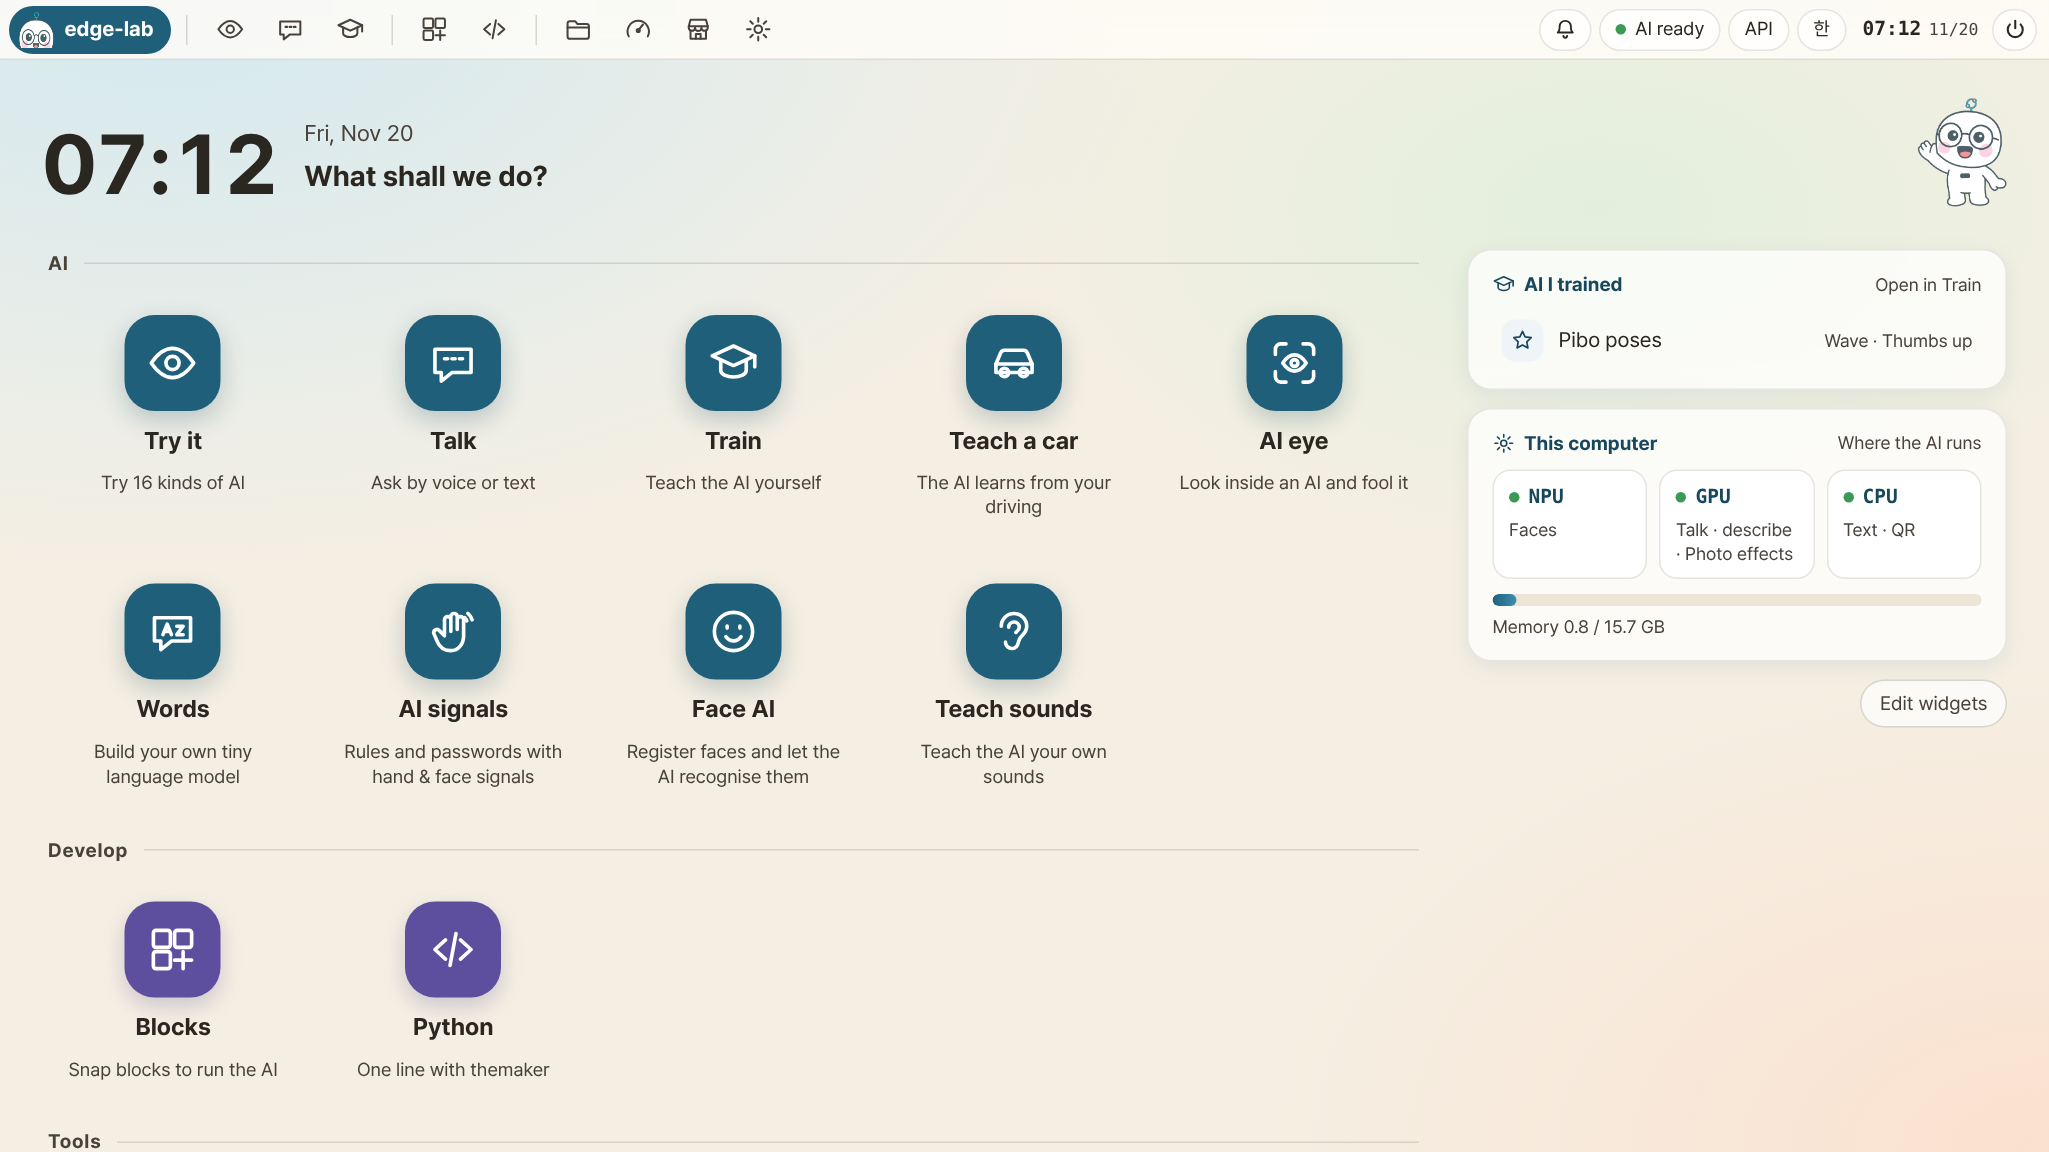 edge-lab
AI ready
API
한
07:12 11/20
07:12
Fri, Nov 20
What shall we do?
AI
Try it
Try 16 kinds of AI
Talk
Ask by voice or text
Train
Teach the AI yourself
Teach a car
The AI learns from your
driving
AI eye
Look inside an AI and fool it
Words
Build your own tiny
language model
AI signals
Rules and passwords with
hand & face signals
Face AI
Register faces and let the
AI recognise them
Teach sounds
Teach the AI your own
sounds
Develop
Blocks
Snap blocks to run the AI
Python
One line with themaker
Tools
AI I trained
Open in Train
Pibo poses
Wave · Thumbs up
This computer
Where the AI runs
NPU
Faces
GPU
Talk · describe
· Photo effects
CPU
Text · QR
Memory 0.8 / 15.7 GB
Edit widgets